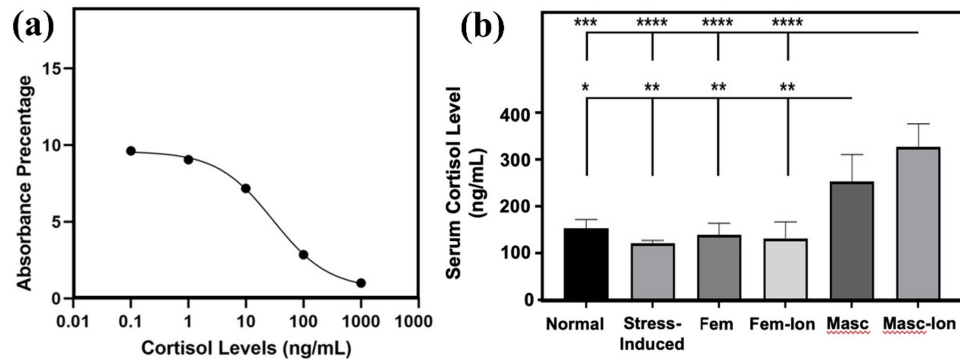 (a)
15
10
5
0
Absorbance Precentage
0.01 0.1 1 10 100 1000 1000
Cortisol Levels (ng/mL)
(b)
*** **** **** ****
* ** ** **
400
300
200
100
0
Serum Cortisol Level
(ng/mL)
Normal Stress- Fem Fem-Ion Masc Masc-Ion
Induced